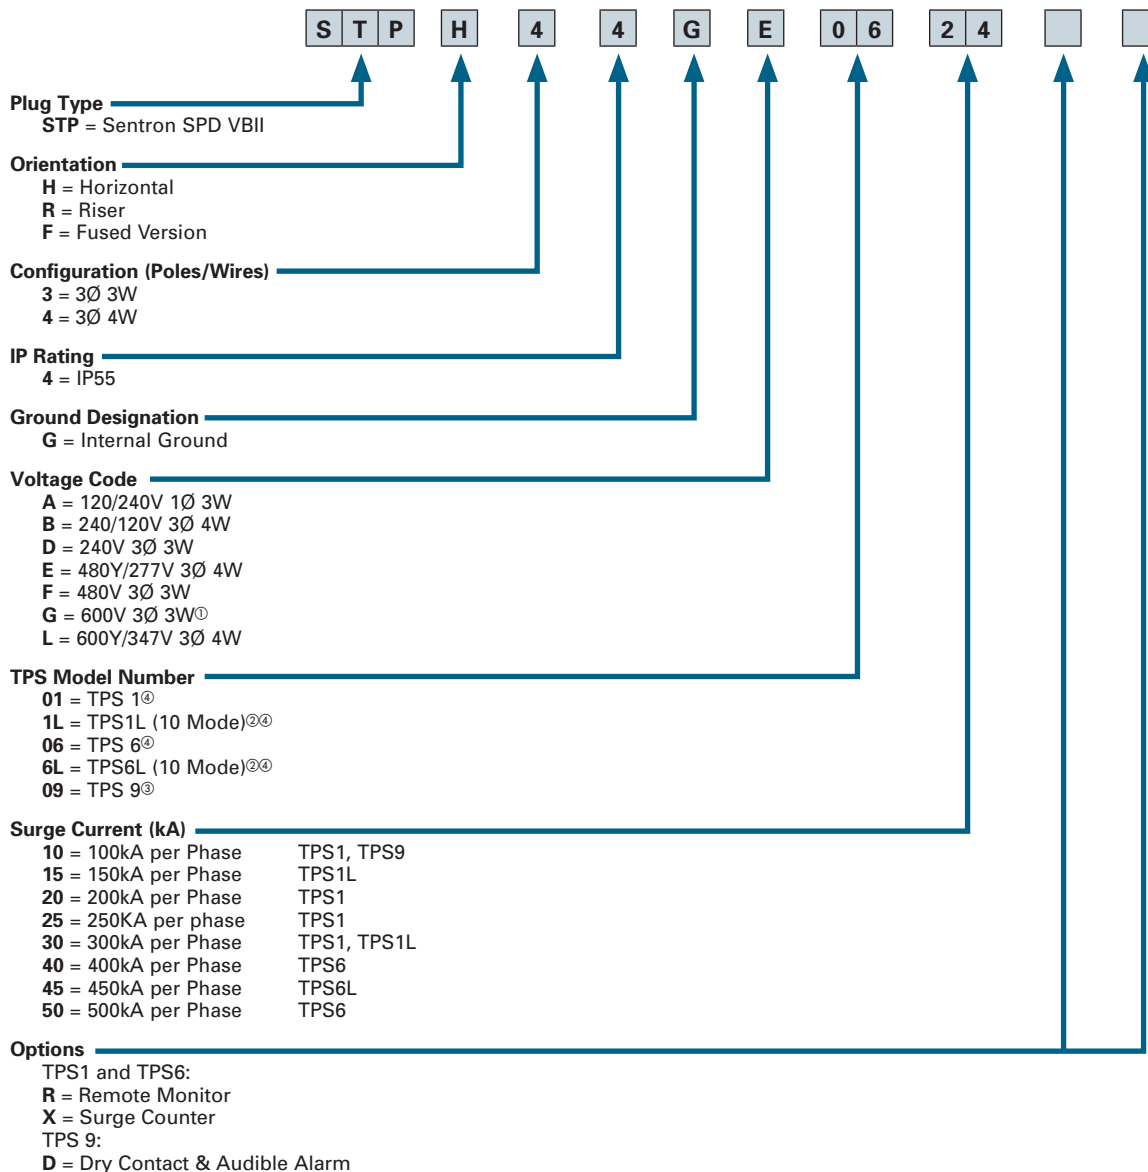 S T P H 4 4 G E 0 6 2 4
Plug Type
STP = Sentron SPD VBII
Orientation
H = Horizontal
R = Riser
F = Fused Version
Configuration (Poles/Wires)
3 = 3Ø 3W
4 = 3Ø 4W
IP Rating
4 = IP55
Ground Designation
G = Internal Ground
Voltage Code
A = 120/240V 1Ø 3W
B = 240/120V 3Ø 4W
D = 240V 3Ø 3W
E = 480Y/277V 3Ø 4W
F = 480V 3Ø 3W
G = 600V 3Ø 3W①
L = 600Y/347V 3Ø 4W
TPS Model Number
01 = TPS 1④
1L = TPS1L (10 Mode)②④
06 = TPS 6④
6L = TPS6L (10 Mode)②④
09 = TPS 9③
Surge Current (kA)
10 = 100kA per Phase TPS1, TPS9
15 = 150kA per Phase TPS1L
20 = 200kA per Phase TPS1
25 = 250KA per phase TPS1
30 = 300kA per Phase TPS1, TPS1L
40 = 400kA per Phase TPS6
45 = 450kA per Phase TPS6L
50 = 500kA per Phase TPS6
Options
TPS1 and TPS6:
R = Remote Monitor
X = Surge Counter
TPS 9:
D = Dry Contact & Audible Alarm